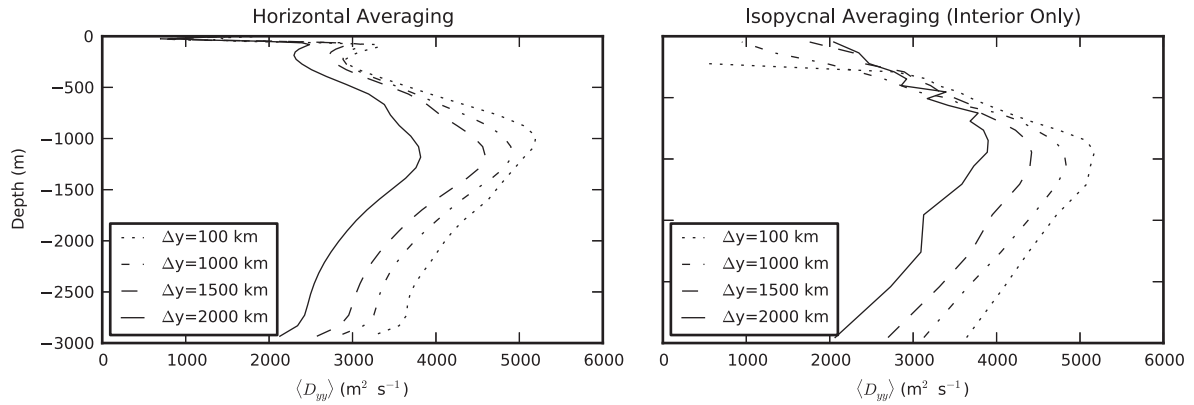 Horizontal Averaging
0
−500
−1000
−1500
−2000
−2500
−3000
Depth (m)
Δy=100 km
Δy=1000 km
Δy=1500 km
Δy=2000 km
0 1000 2000 3000 4000 5000 6000
⟨D_yy⟩ (m² s⁻¹)
Isopycnal Averaging (Interior Only)
Δy=100 km
Δy=1000 km
Δy=1500 km
Δy=2000 km
0 1000 2000 3000 4000 5000 6000
⟨D_yy⟩ (m² s⁻¹)